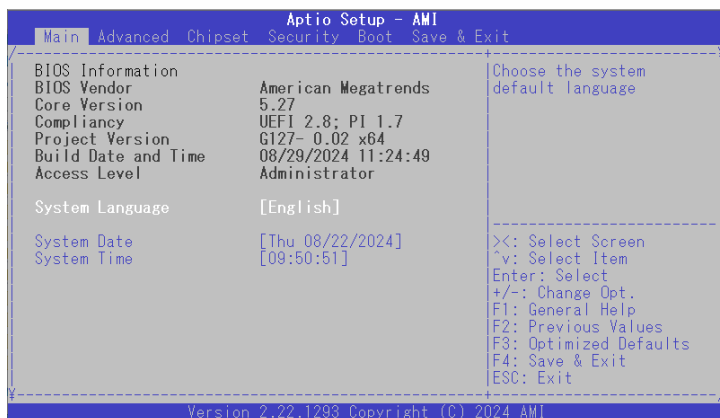 Aptio Setup - AMI
Main Advanced Chipset Security Boot Save & Exit
BIOS Information
BIOS Vendor American Megatrends
Core Version 5.27
Compliancy UEFI 2.8; PI 1.7
Project Version G127- 0.02 x64
Build Date and Time 08/29/2024 11:24:49
Access Level Administrator
System Language [English]
System Date [Thu 08/22/2024]
System Time [09:50:51]
Choose the system
default language
><: Select Screen
^v: Select Item
Enter: Select
+/-: Change Opt.
F1: General Help
F2: Previous Values
F3: Optimized Defaults
F4: Save & Exit
ESC: Exit
Version 2.22.1293 Copyright (C) 2024 AMI